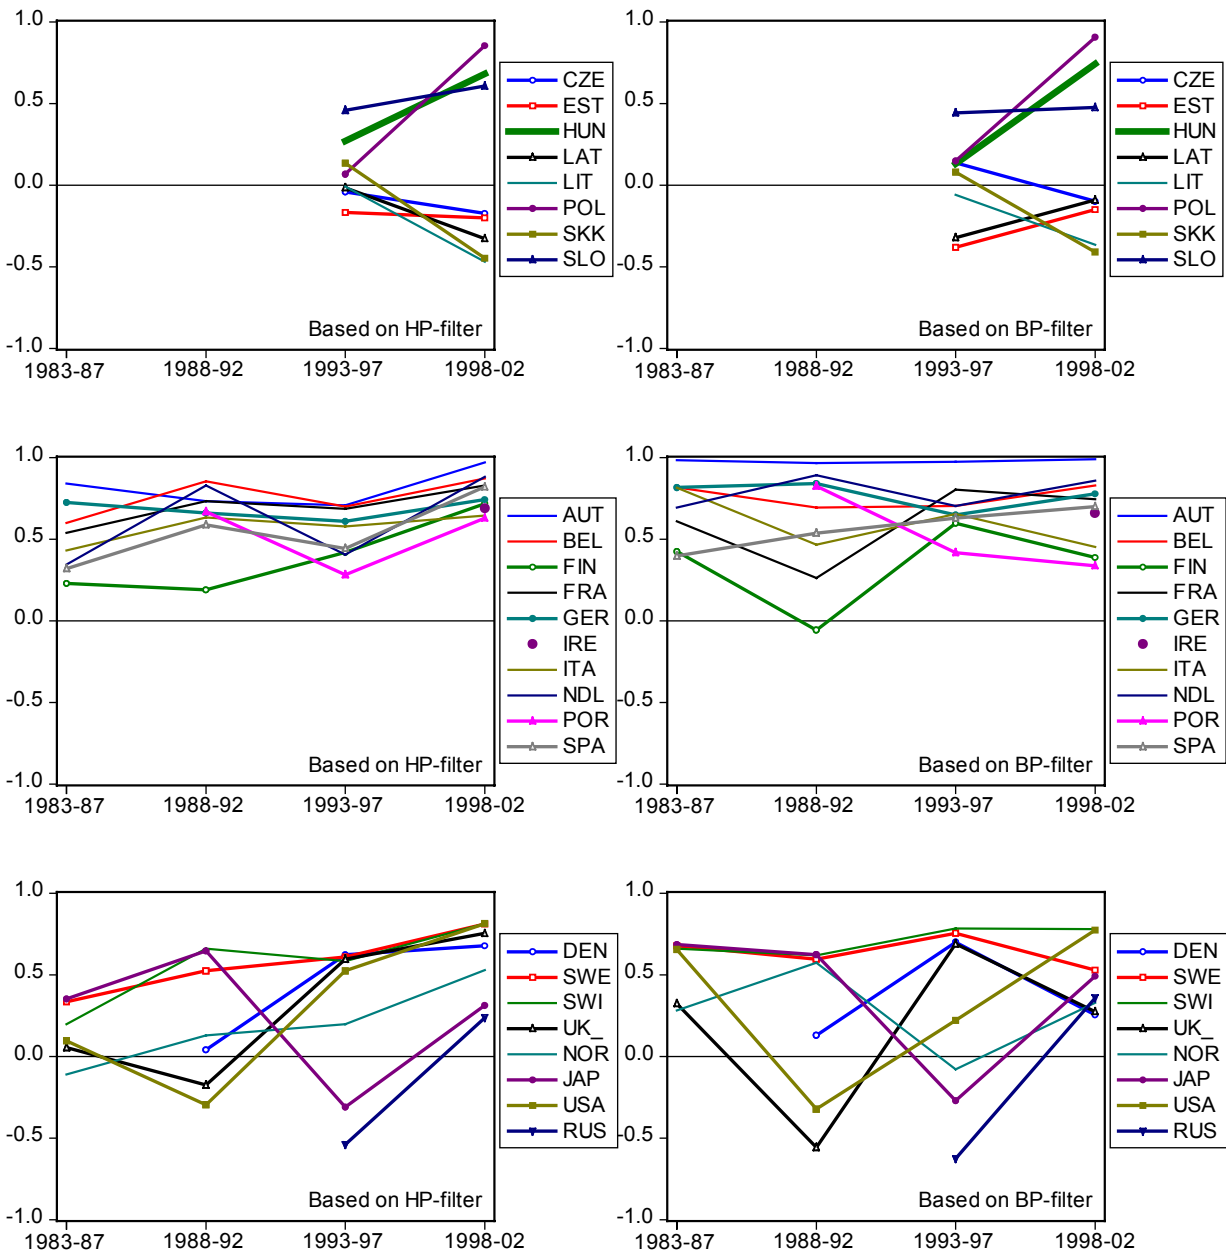 1.0
0.5
0.0
-0.5
-1.0
1983-87 1988-92 1993-97 1998-02
Based on HP-filter
CZE
EST
HUN
LAT
LIT
POL
SKK
SLO
1.0
0.5
0.0
-0.5
-1.0
1983-87 1988-92 1993-97 1998-02
Based on BP-filter
CZE
EST
HUN
LAT
LIT
POL
SKK
SLO
1.0
0.5
0.0
-0.5
-1.0
1983-87 1988-92 1993-97 1998-02
Based on HP-filter
AUT
BEL
FIN
FRA
GER
IRE
ITA
NDL
POR
SPA
1.0
0.5
0.0
-0.5
-1.0
1983-87 1988-92 1993-97 1998-02
Based on BP-filter
AUT
BEL
FIN
FRA
GER
IRE
ITA
NDL
POR
SPA
1.0
0.5
0.0
-0.5
-1.0
1983-87 1988-92 1993-97 1998-02
Based on HP-filter
DEN
SWE
SWI
UK_
NOR
JAP
USA
RUS
1.0
0.5
0.0
-0.5
-1.0
1983-87 1988-92 1993-97 1998-02
Based on BP-filter
DEN
SWE
SWI
UK_
NOR
JAP
USA
RUS